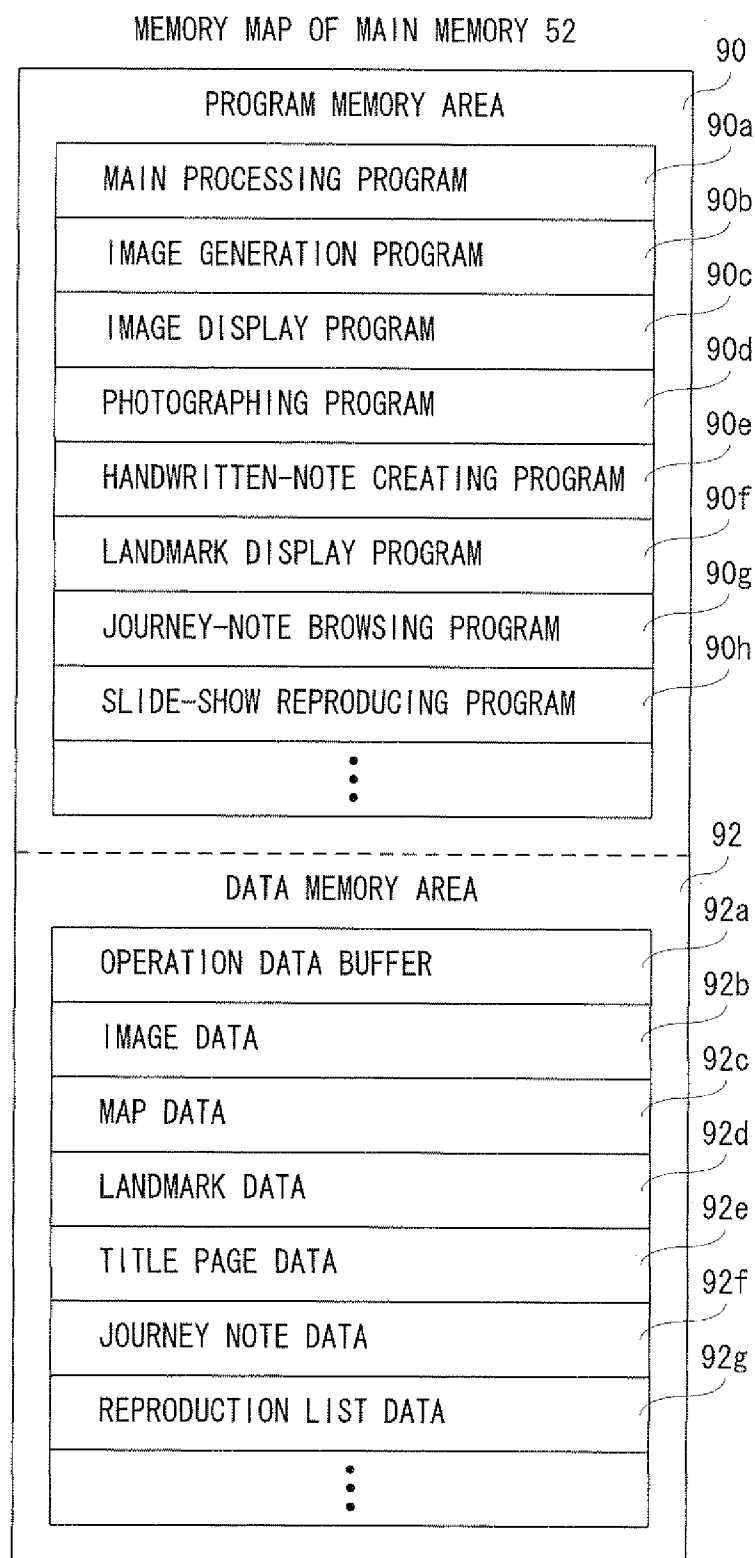 MEMORY MAP OF MAIN MEMORY 52
90
PROGRAM MEMORY AREA
90a
MAIN PROCESSING PROGRAM
90b
IMAGE GENERATION PROGRAM
90c
IMAGE DISPLAY PROGRAM
90d
PHOTOGRAPHING PROGRAM
90e
HANDWRITTEN-NOTE CREATING PROGRAM
90f
LANDMARK DISPLAY PROGRAM
90g
JOURNEY-NOTE BROWSING PROGRAM
90h
SLIDE-SHOW REPRODUCING PROGRAM
92
DATA MEMORY AREA
92a
OPERATION DATA BUFFER
92b
IMAGE DATA
92c
MAP DATA
92d
LANDMARK DATA
92e
TITLE PAGE DATA
92f
JOURNEY NOTE DATA
92g
REPRODUCTION LIST DATA